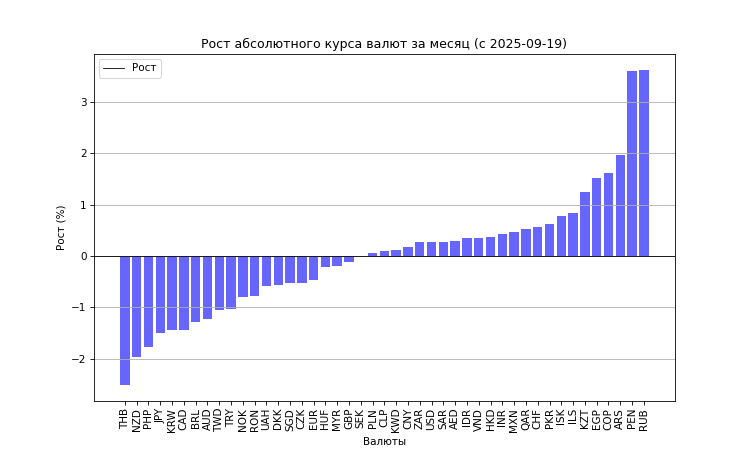 Рост абсолютного курса валют за месяц (с 2025-09-19)
Рост
3
2
1
0
−1
−2
Рост (%)
THB NZD PHP JPY KRW CAD BRL AUD TWD TRY NOK RON UAH DKK SGD CZK EUR HUF MYR GBP SEK PLN CLP KWD CNY ZAR USD SAR AED IDR VND HKD INR MXN QAR CHF PKR ISK ILS KZT EGP COP ARS PEN RUB
Валюты